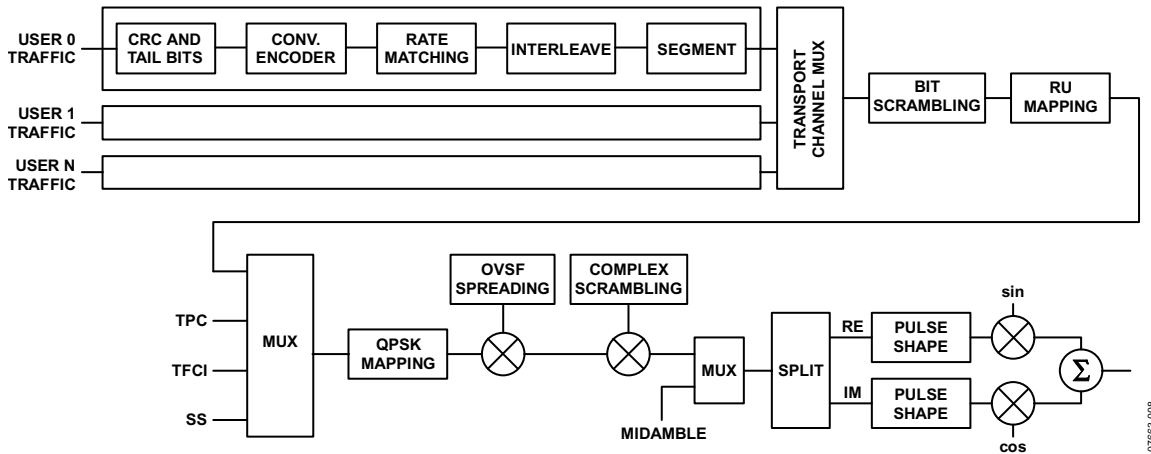 USER 0
TRAFFIC
CRC AND
TAIL BITS
CONV.
ENCODER
RATE
MATCHING
INTERLEAVE
SEGMENT
USER 1
TRAFFIC
USER N
TRAFFIC
TRANSPORT
CHANNEL MUX
BIT
SCRAMBLING
RU
MAPPING
TPC
TFCI
SS
MUX
QPSK
MAPPING
OVSF
SPREADING
COMPLEX
SCRAMBLING
MIDAMBLE
MUX
SPLIT
RE
PULSE
SHAPE
sin
IM
PULSE
SHAPE
cos
Σ
07663-008